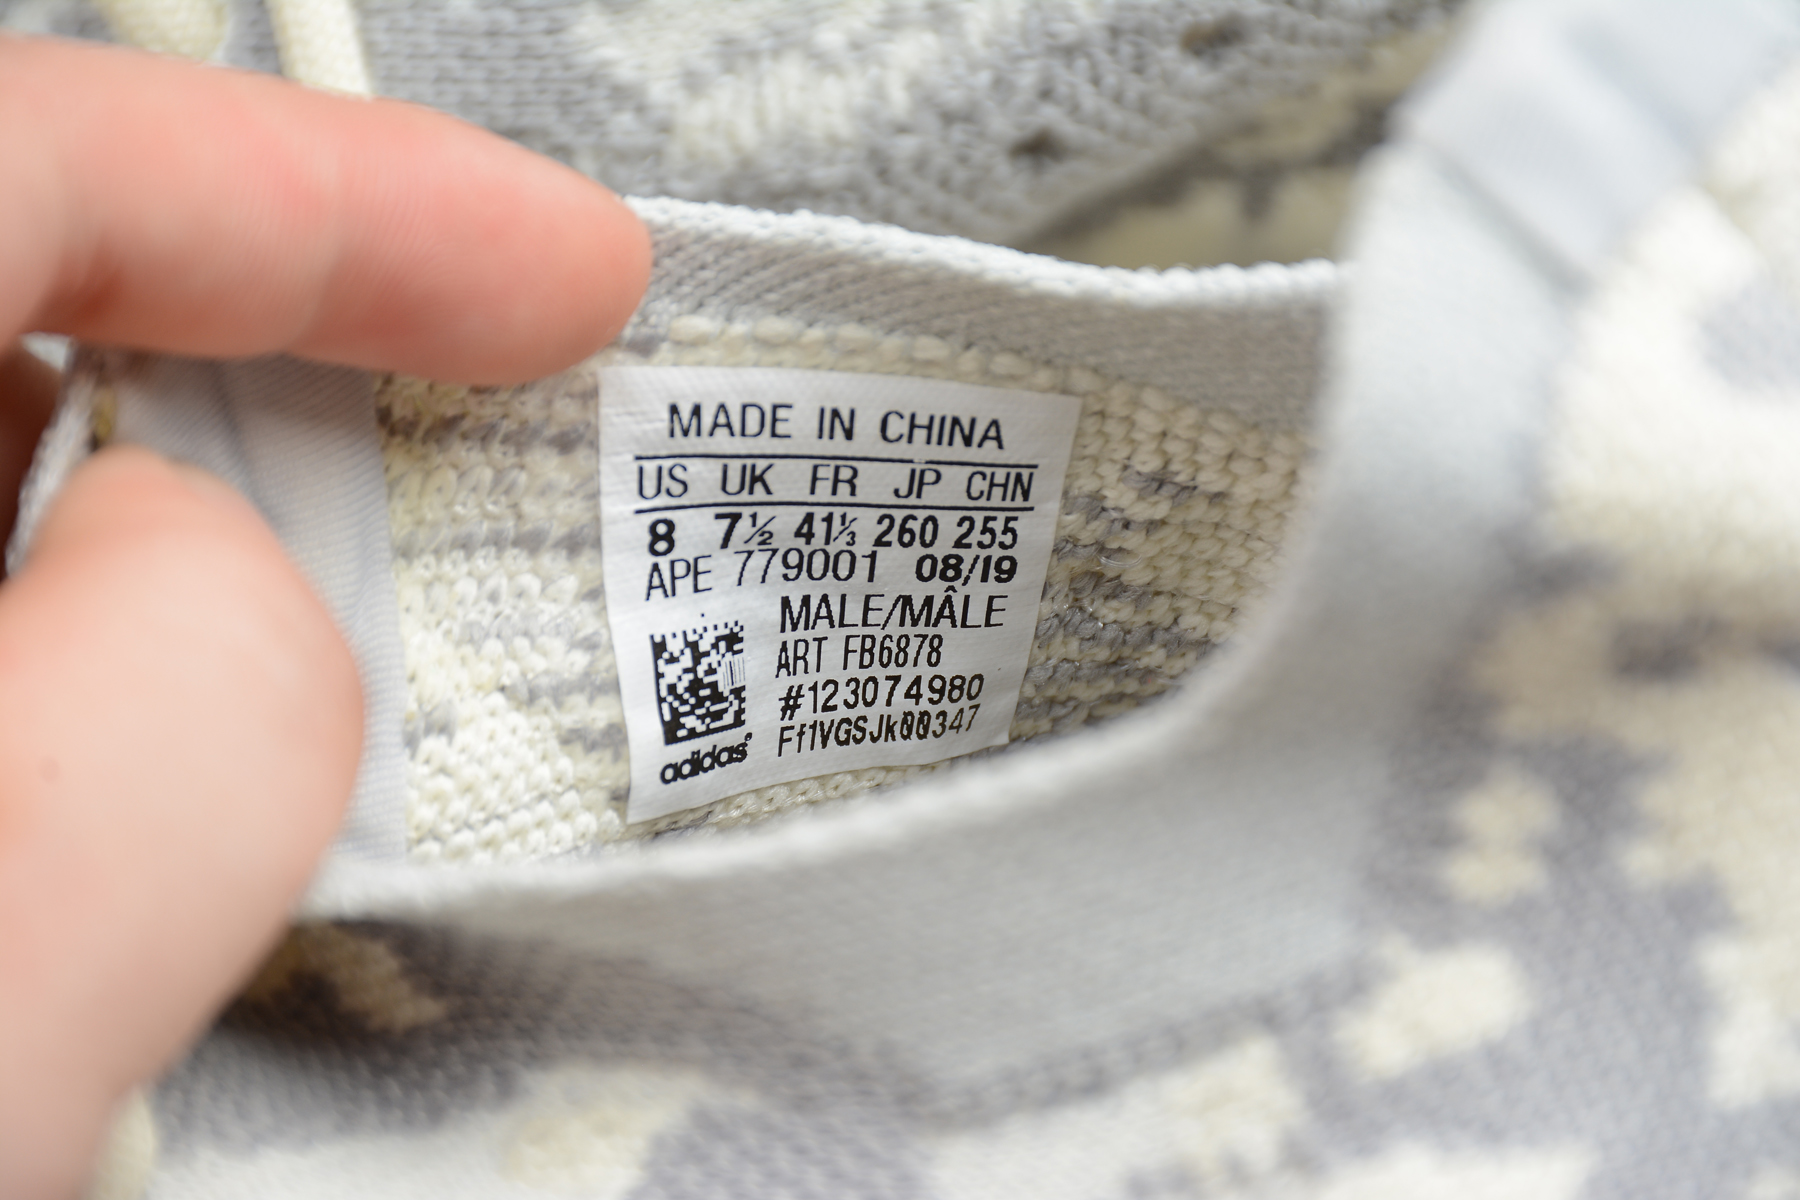 MADE IN CHINA
US UK FR JP CHN
8 7½ 41⅓ 260 255
APE 779001 08/19
MALE/MÂLE
ART FB6878
#123074980
Ff1VGSJk00347
adidas®